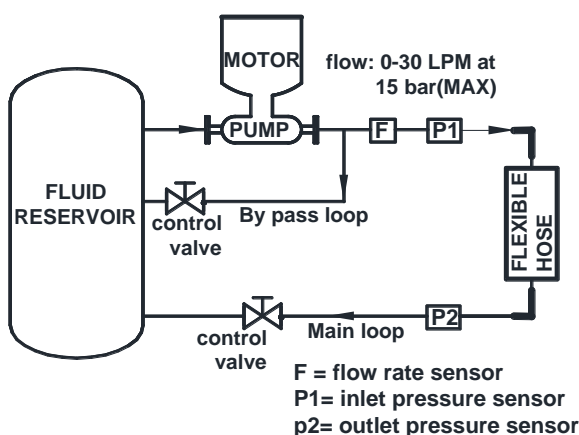 MOTOR
flow: 0-30 LPM at
15 bar(MAX)
PUMP
F
P1
FLUID
RESERVOIR
By pass loop
control
valve
FLEXIBLE
HOSE
P2
control
valve
Main loop
F = flow rate sensor
P1= inlet pressure sensor
p2= outlet pressure sensor